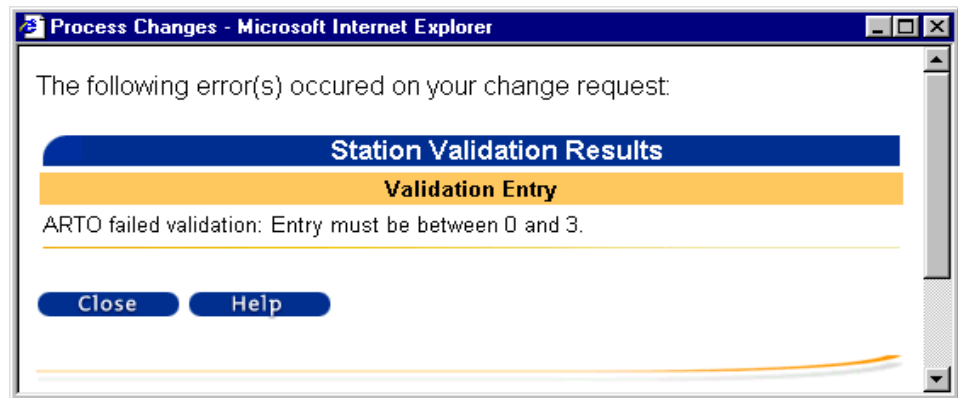 Process Changes - Microsoft Internet Explorer
The following error(s) occured on your change request:
Station Validation Results
Validation Entry
ARTO failed validation: Entry must be between 0 and 3.
Close Help